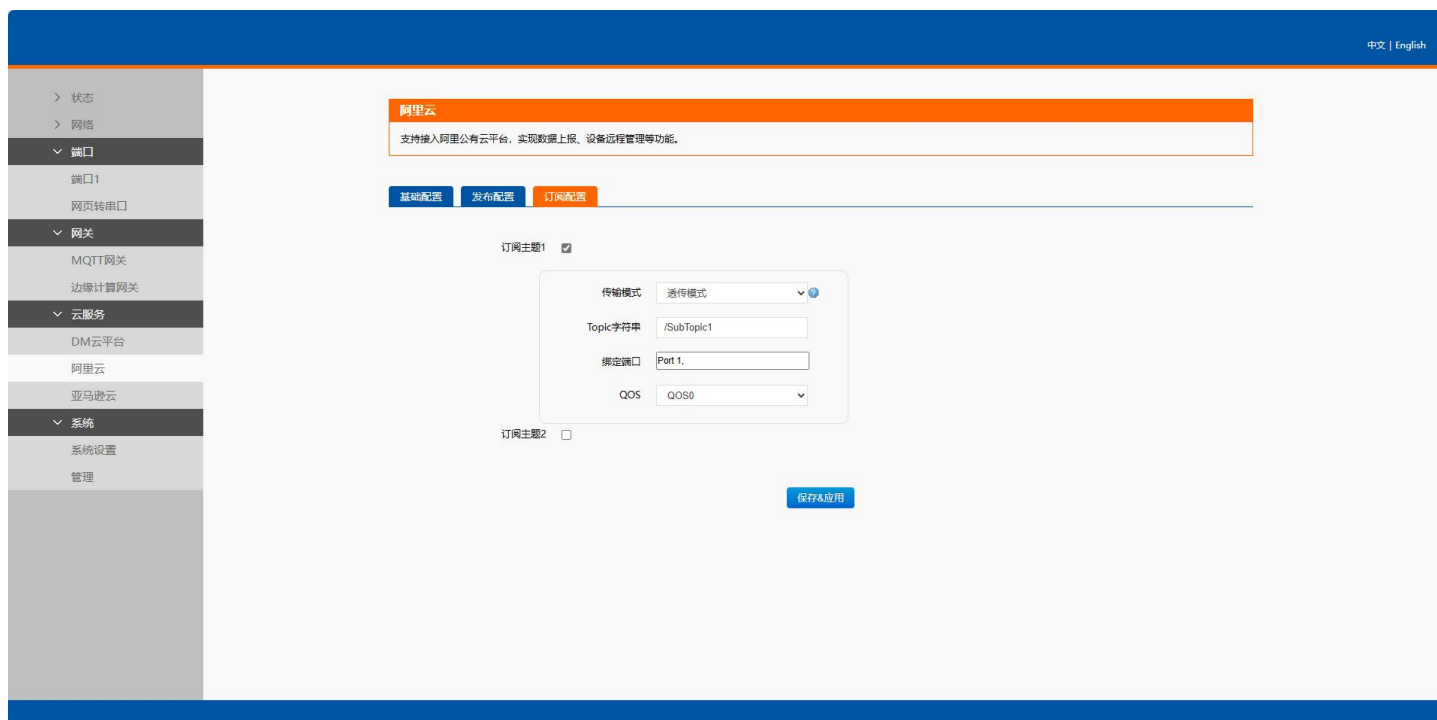 中文 | English
状态
网络
端口
端口1
网页转串口
网关
MQTT网关
边缘计算网关
云服务
DM云平台
阿里云
亚马逊云
系统
系统设置
管理
阿里云
支持接入阿里公有云平台，实现数据上报、设备远程管理等功能。
基础配置 发布配置 订阅配置
订阅主题1
传输模式 透传模式
Topic字符串 /SubTopic1
绑定端口 Port 1,
QOS QOS0
订阅主题2
保存&应用